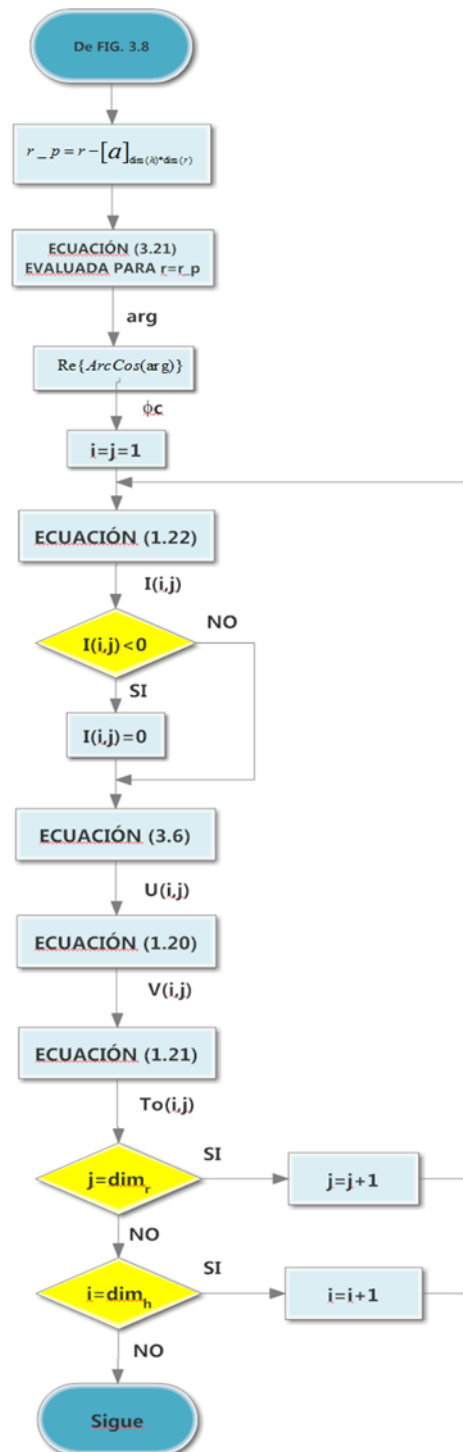 De FIG. 3.8
r _ p = r − [a]dim(h)*dim(r)
ECUACIÓN (3.21)
EVALUADA PARA r=r_p
arg
Re{ArcCos(arg)}
ϕc
i=j=1
ECUACIÓN (1.22)
I(i,j)
I(i,j)<0
NO
SI
I(i,j)=0
ECUACIÓN (3.6)
U(i,j)
ECUACIÓN (1.20)
V(i,j)
ECUACIÓN (1.21)
To(i,j)
j=dimr
SI
j=j+1
NO
i=dimh
SI
i=i+1
NO
Sigue